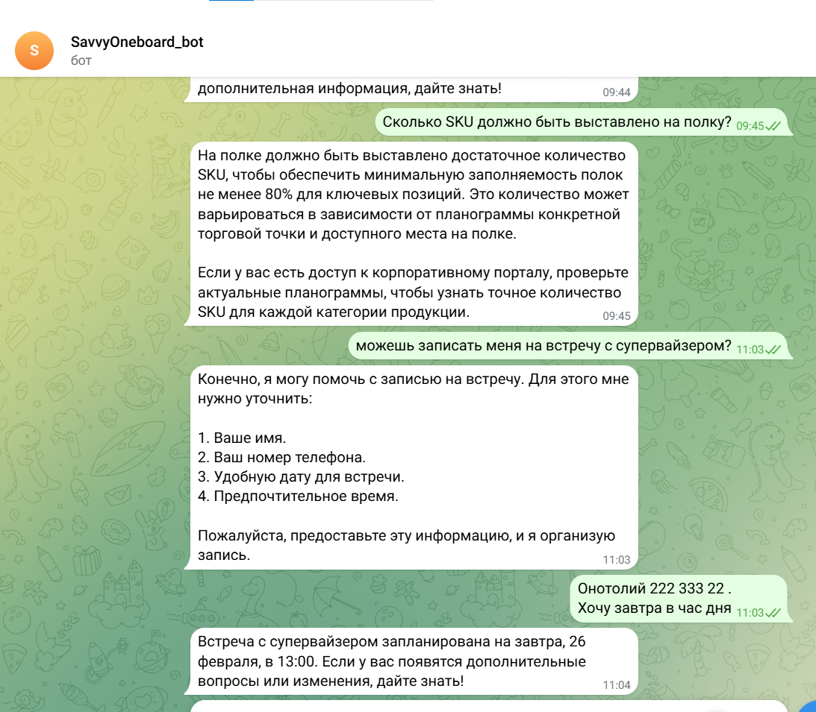 S
SavvyOneboard_bot
бот
дополнительная информация, дайте знать!
09:44
Сколько SKU должно быть выставлено на полку? 09:45
На полке должно быть выставлено достаточное количество
SKU, чтобы обеспечить минимальную заполняемость полок
не менее 80% для ключевых позиций. Это количество может
варьироваться в зависимости от планограммы конкретной
торговой точки и доступного места на полке.
Если у вас есть доступ к корпоративному порталу, проверьте
актуальные планограммы, чтобы узнать точное количество
SKU для каждой категории продукции.
09:45
можешь записать меня на встречу с супервайзером? 11:03
Конечно, я могу помочь с записью на встречу. Для этого мне
нужно уточнить:
1. Ваше имя.
2. Ваш номер телефона.
3. Удобную дату для встречи.
4. Предпочтительное время.
Пожалуйста, предоставьте эту информацию, и я организую
запись.
11:03
Онотолий 222 333 22 .
Хочу завтра в час дня 11:03
Встреча с супервайзером запланирована на завтра, 26
февраля, в 13:00. Если у вас появятся дополнительные
вопросы или изменения, дайте знать!
11:04